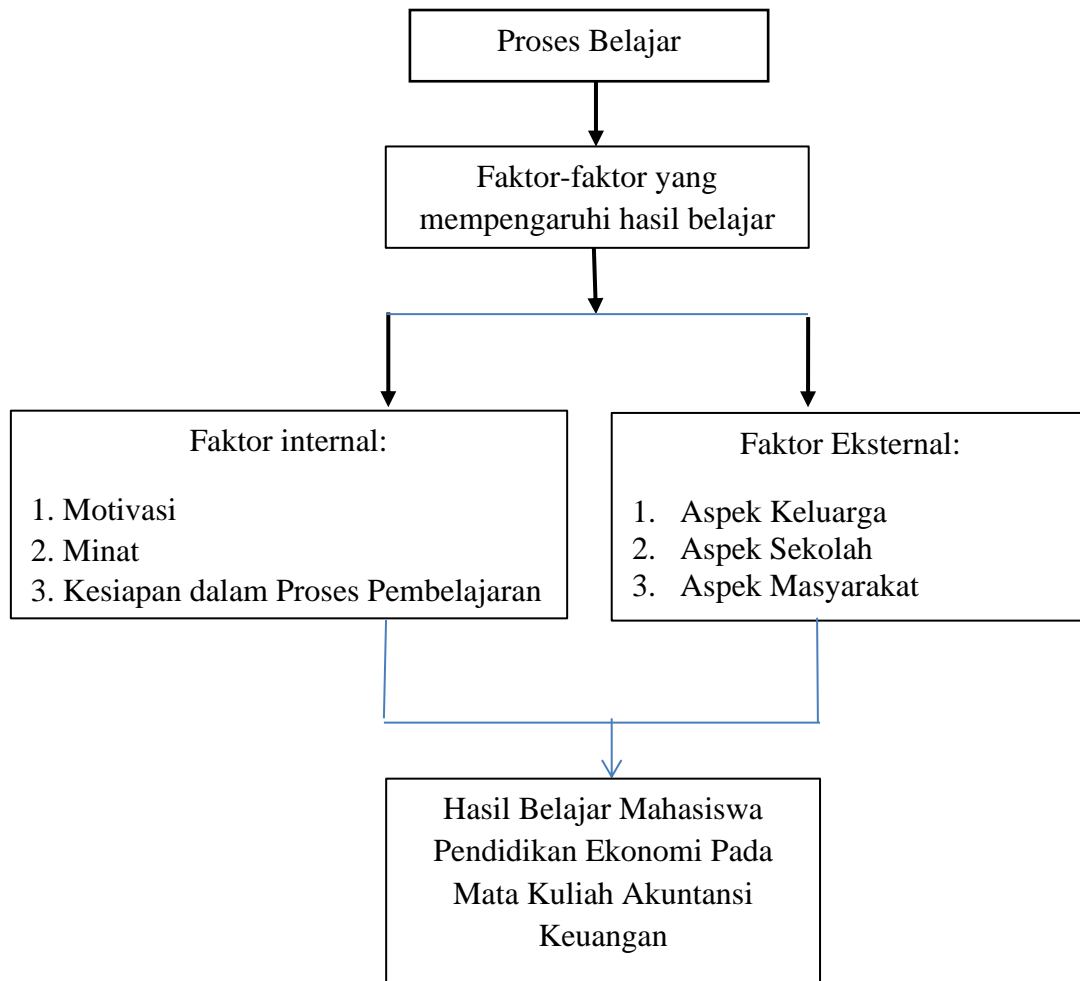 Proses Belajar
Faktor-faktor yang
mempengaruhi hasil belajar
Faktor internal:
1. Motivasi
2. Minat
3. Kesiapan dalam Proses Pembelajaran
Faktor Eksternal:
1. Aspek Keluarga
2. Aspek Sekolah
3. Aspek Masyarakat
Hasil Belajar Mahasiswa
Pendidikan Ekonomi Pada
Mata Kuliah Akuntansi
Keuangan